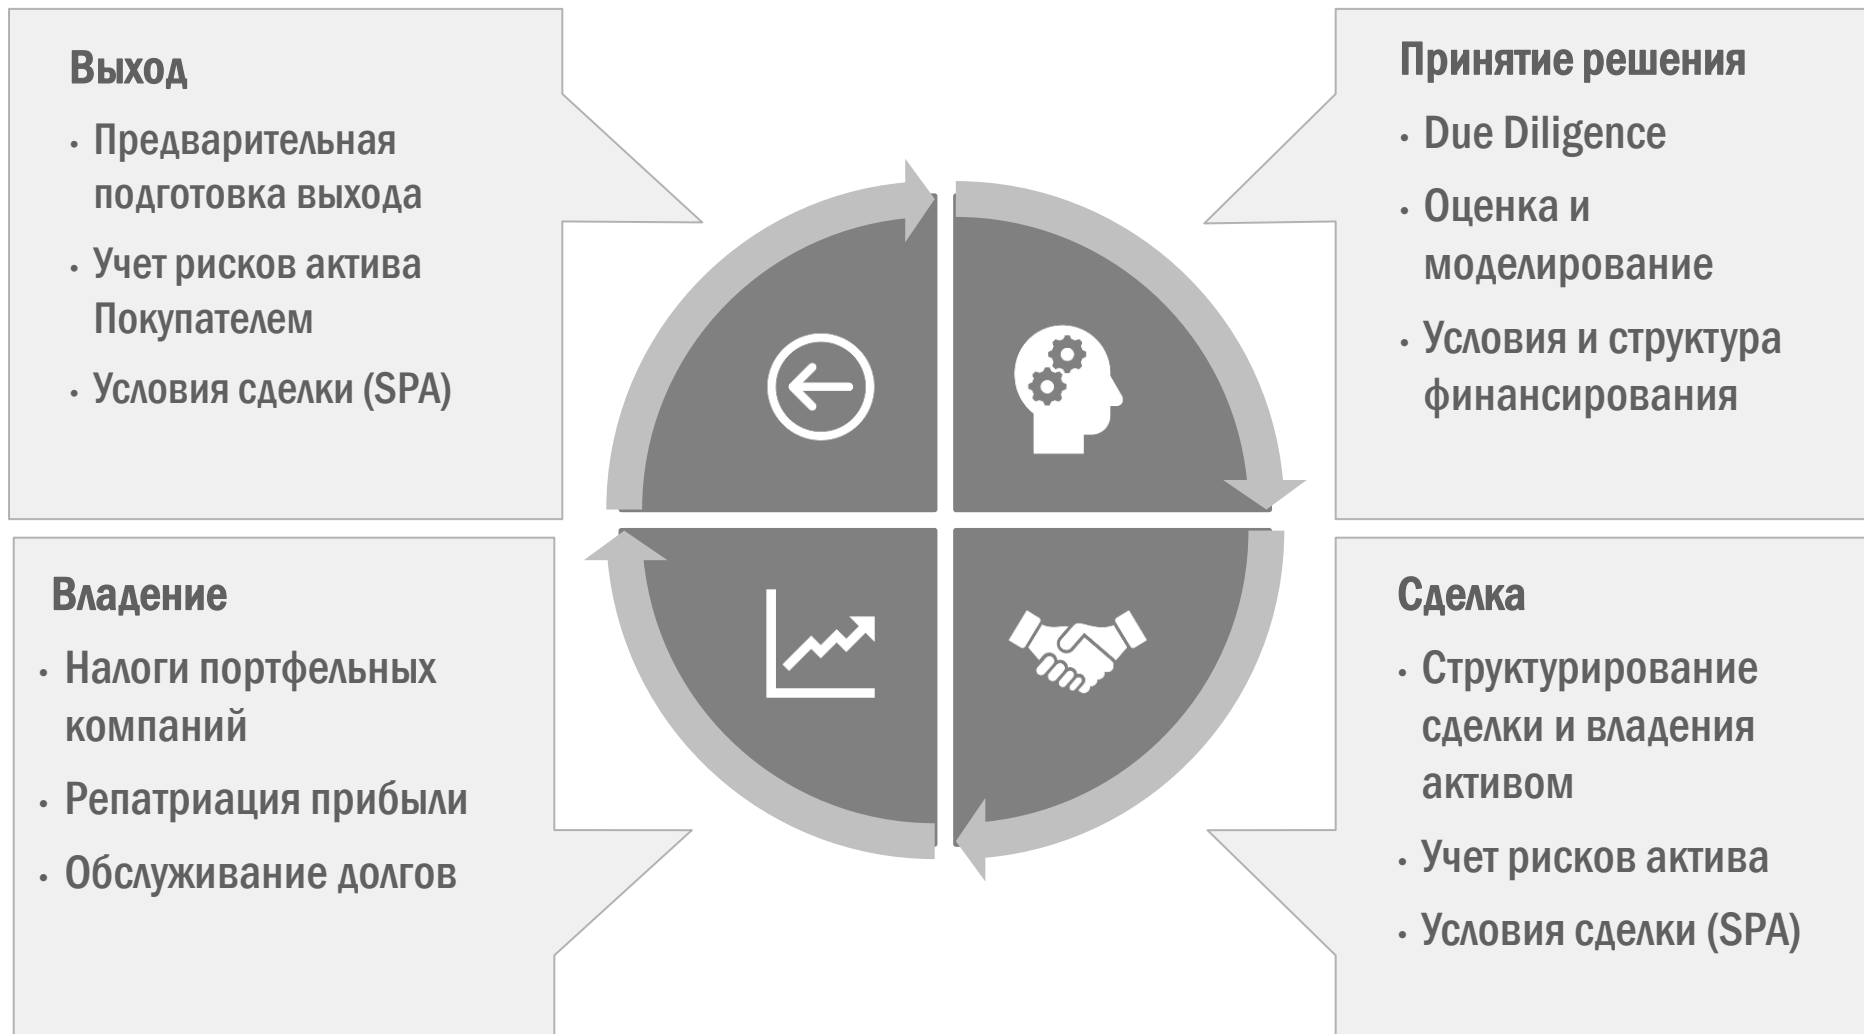 Выход
· Предварительная
подготовка выхода
· Учет рисков актива
Покупателем
· Условия сделки (SPA)
Принятие решения
· Due Diligence
· Оценка и
моделирование
· Условия и структура
финансирования
Владение
· Налоги портфельных
компаний
· Репатриация прибыли
· Обслуживание долгов
Сделка
· Структурирование
сделки и владения
активом
· Учет рисков актива
· Условия сделки (SPA)